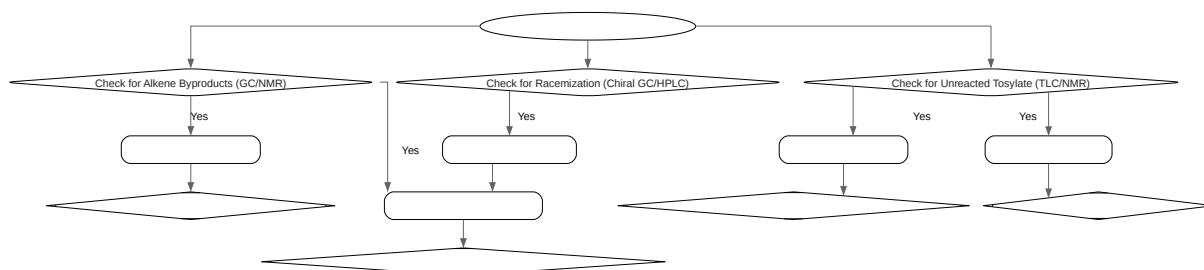 Check for Alkene Byproducts (GC/NMR)
Check for Racemization (Chiral GC/HPLC)
Check for Unreacted Tosylate (TLC/NMR)
Yes
Yes
Yes
Yes
Yes